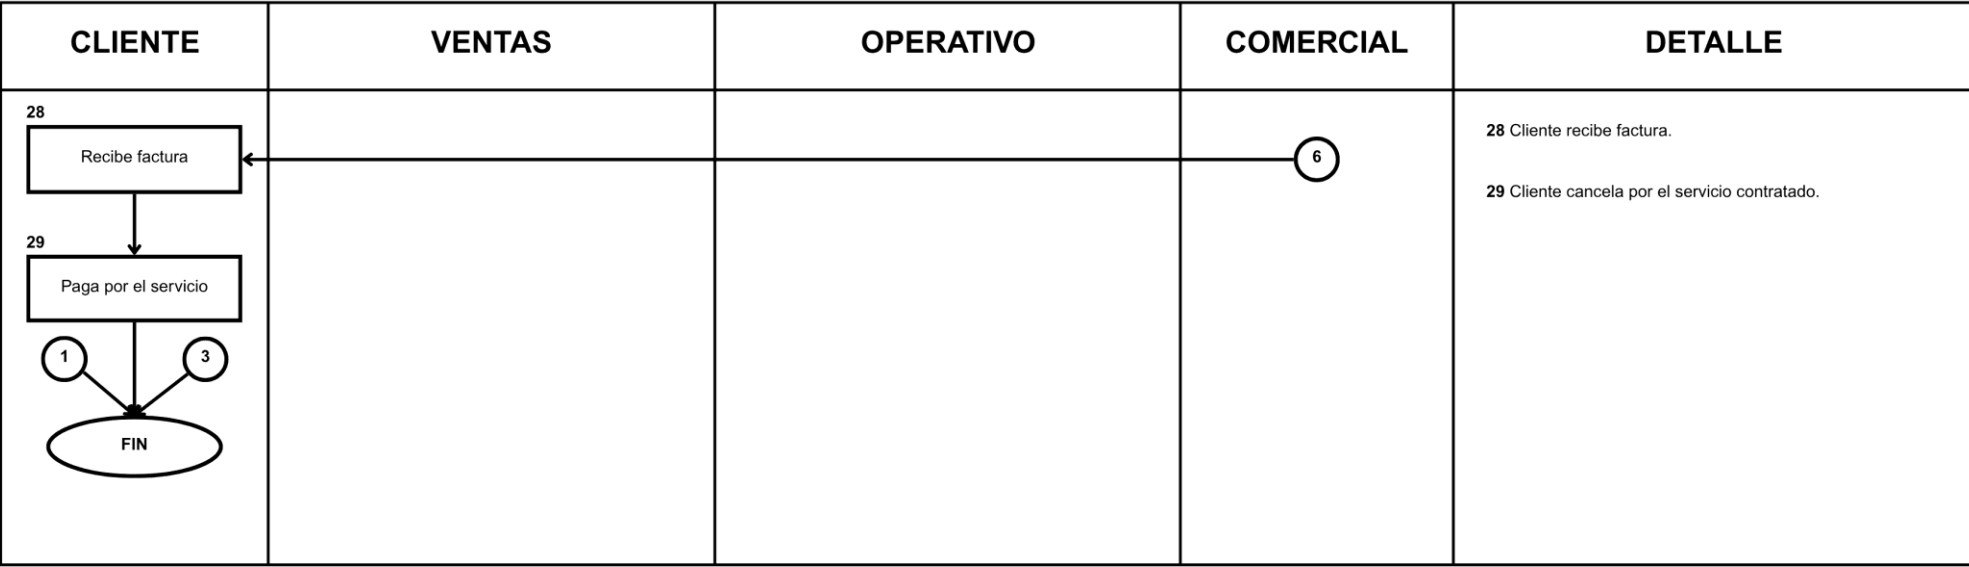 CLIENTE
VENTAS
OPERATIVO
COMERCIAL
DETALLE
28
Recibe factura
6
28 Cliente recibe factura.
29 Cliente cancela por el servicio contratado.
29
Paga por el servicio
1
3
FIN